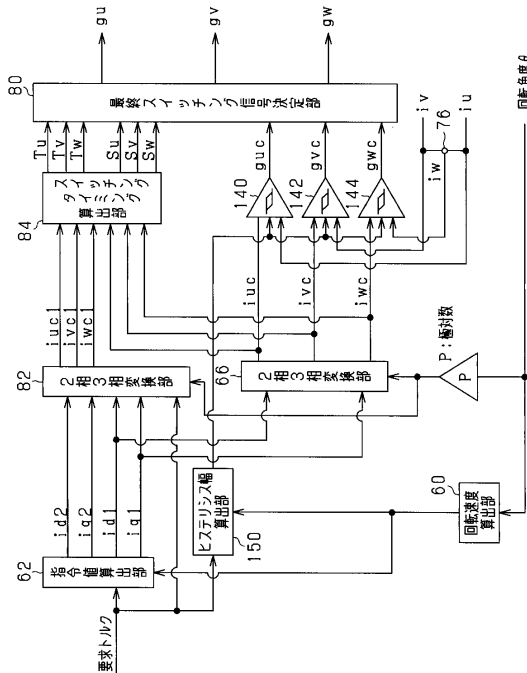 gu
gv
gw
80
最終スイッチング信号決定部
Tu
Tv
Tw
Su
Sv
Sw
guc
gvc
gwc
84
スイッチング
タイミング
算出部
140
142
144
iv
iu
iw
76
回転角度θ
iuc1
ivc1
iwc1
iuc
ivc
iwc
82
2相3相変換部
66
2相3相変換部
P:極対数
P
id2
iq2
id1
iq1
ヒステリシス幅
算出部
150
60
回転速度
算出部
62
指令値算出部
要求トルク